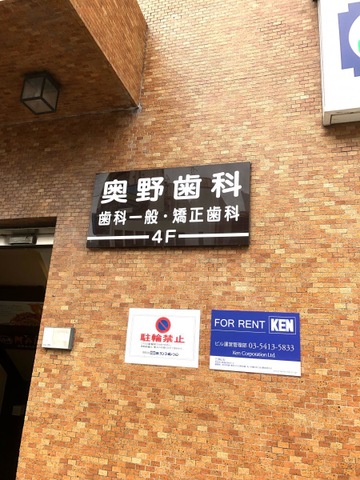 奥野歯科
歯科一般・矯正歯科
4F
駐輪禁止
FOR RENT KEN
ビル運営管理部 03-5413-5833
Ken Corporation Ltd.